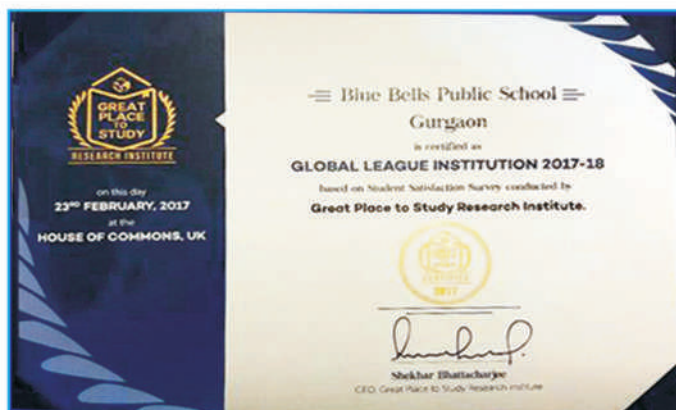 GREAT
PLACE
TO
STUDY
RESEARCH INSTITUTE
on this day
23RD FEBRUARY, 2017
at the
HOUSE OF COMMONS, UK
Blue Bells Public School
Gurgaon
is certified as
GLOBAL LEAGUE INSTITUTION 2017-18
based on Student Satisfaction Survey conducted by
Great Place to Study Research Institute.
2017
Shekhar Bhattacharjee
CEO, Great Place to Study Research Institute